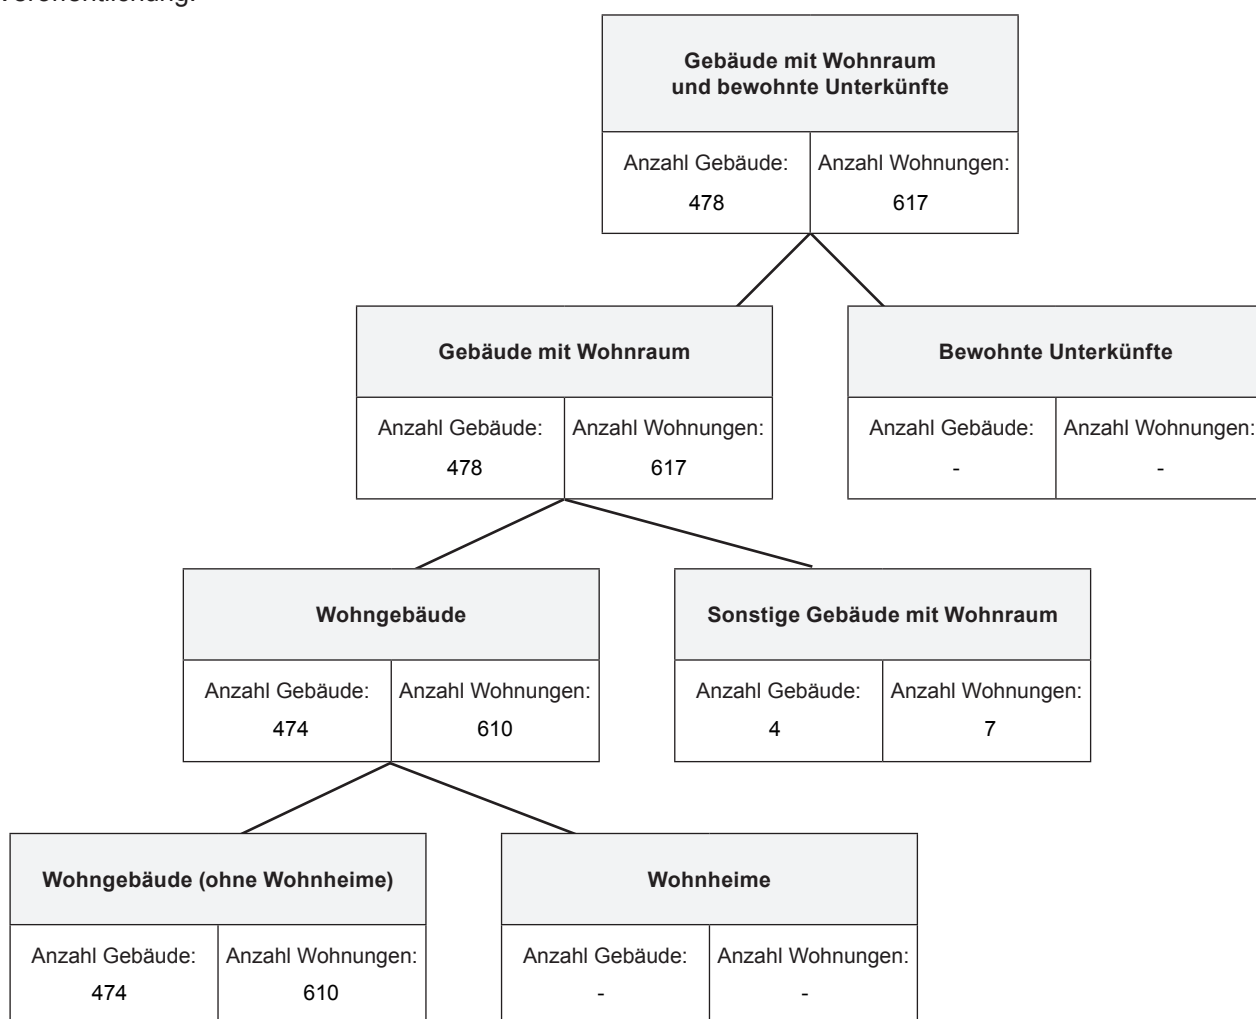 Veröffentlichung.
Gebäude mit Wohnraum
und bewohnte Unterkünfte
Anzahl Gebäude: Anzahl Wohnungen:
478 617
Gebäude mit Wohnraum
Anzahl Gebäude: Anzahl Wohnungen:
478 617
Bewohnte Unterkünfte
Anzahl Gebäude: Anzahl Wohnungen:
- -
Wohngebäude
Anzahl Gebäude: Anzahl Wohnungen:
474 610
Sonstige Gebäude mit Wohnraum
Anzahl Gebäude: Anzahl Wohnungen:
4 7
Wohngebäude (ohne Wohnheime)
Anzahl Gebäude: Anzahl Wohnungen:
474 610
Wohnheime
Anzahl Gebäude: Anzahl Wohnungen:
- -